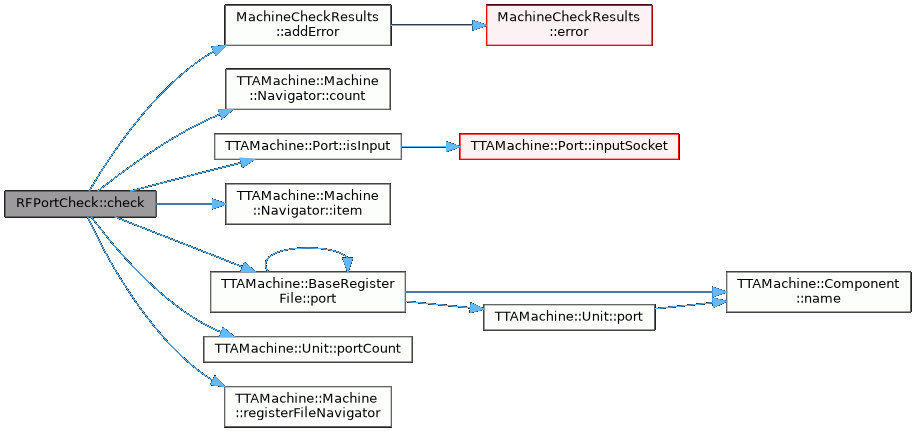 MachineCheckResults
::addError
MachineCheckResults
::error
TTAMachine::Machine
::Navigator::count
TTAMachine::Port::isInput
TTAMachine::Port::inputSocket
RFPortCheck::check
TTAMachine::Machine
::Navigator::item
TTAMachine::BaseRegister
File::port
TTAMachine::Unit::port
TTAMachine::Component
::name
TTAMachine::Unit::portCount
TTAMachine::Machine
::registerFileNavigator